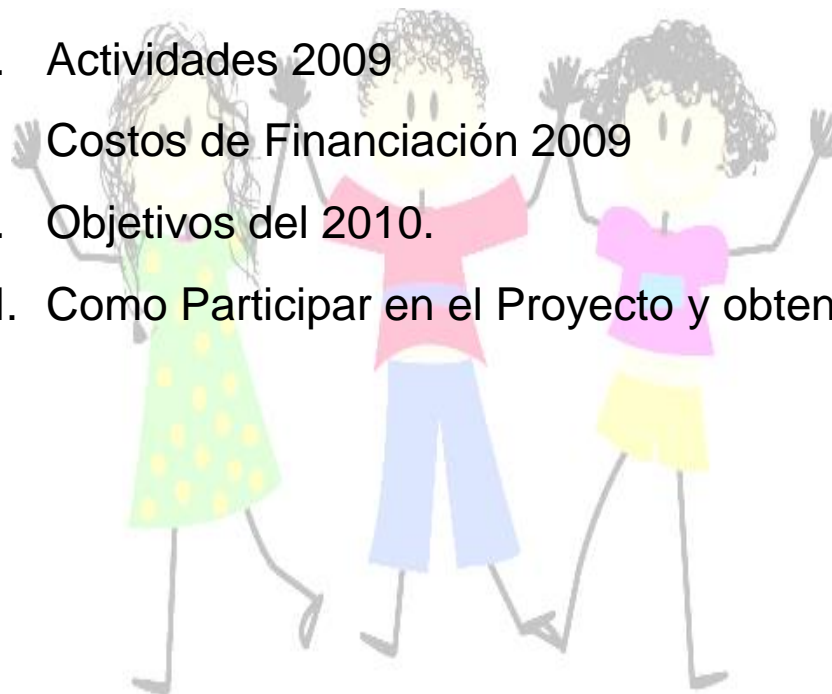 . Actividades 2009
Costos de Financiación 2009
. Objetivos del 2010.
I. Como Participar en el Proyecto y obten